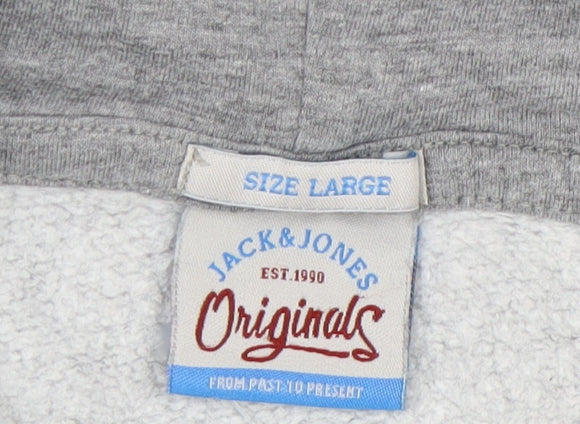 SIZE LARGE
JACK&JONES
EST.1990
Originals
FROM PAST TO PRESENT